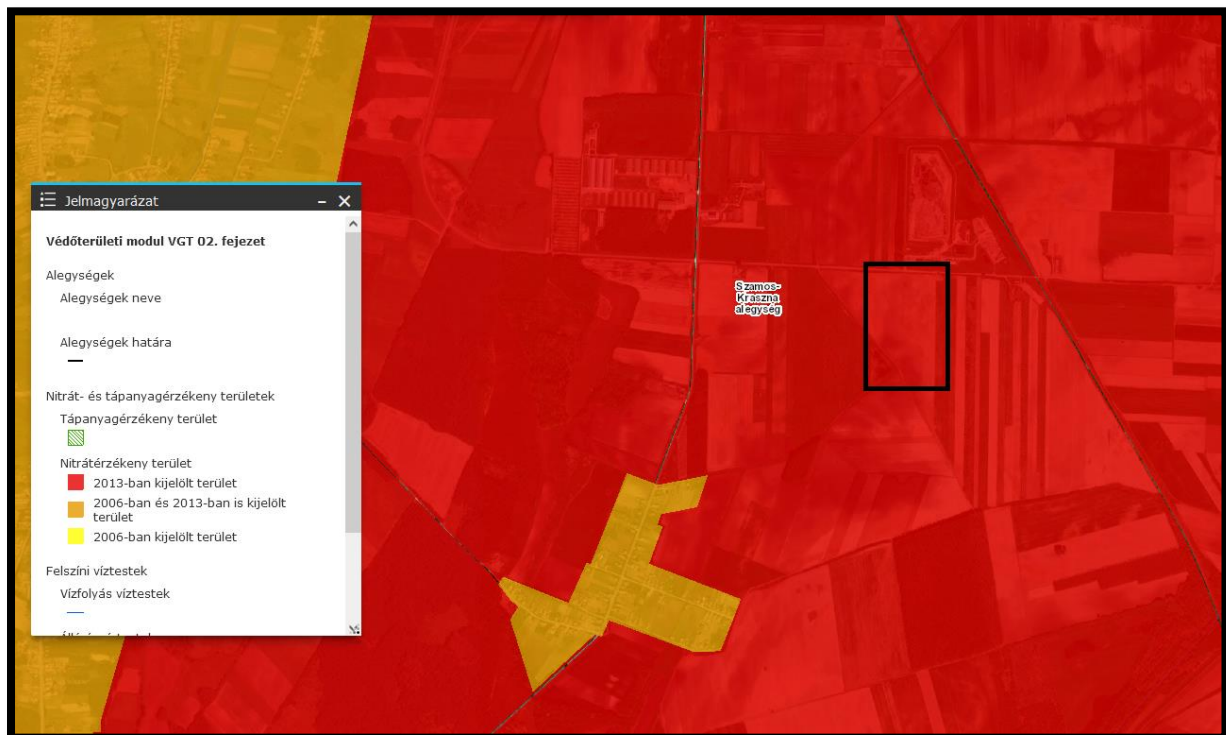 Jelmagyarázat
Védőterületi modul VGT 02. fejezet
Alegységek
Alegységek neve
Alegységek határa
Nitrát- és tápanyagérzékeny területek
Tápanyagérzékeny terület
Nitrátérzékeny terület
2013-ban kijelölt terület
2006-ban és 2013-ban is kijelölt
terület
2006-ban kijelölt terület
Felszíni víztestek
Vízfolyás víztestek
Szamos-
Kraszna
alegység